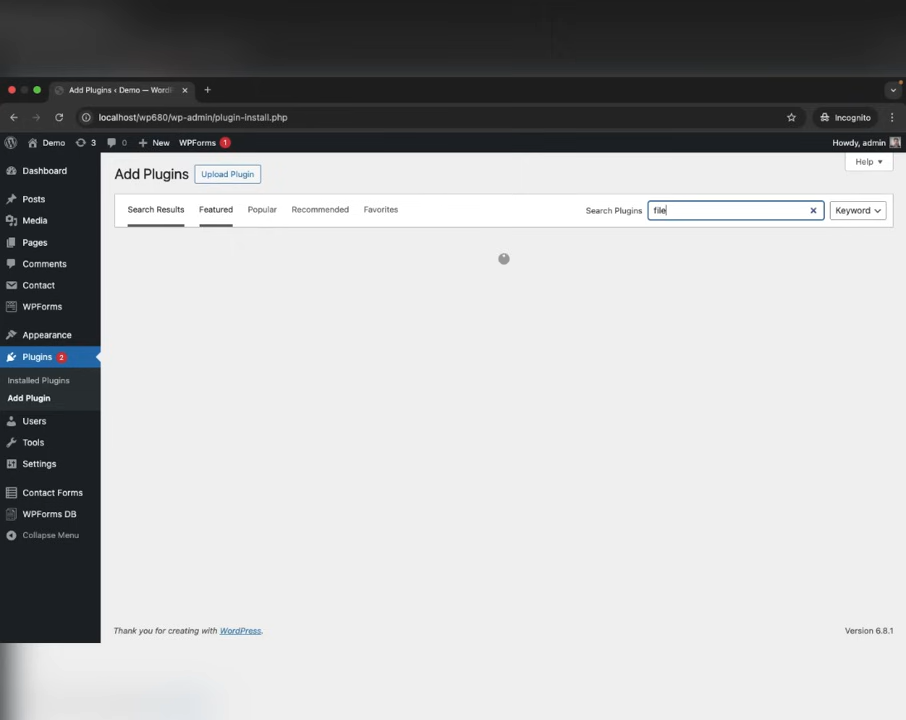 Add Plugins ‹ Demo — WordPr
localhost/wp680/wp-admin/plugin-install.php
Incognito
Demo 3 0 New WPForms 1 Howdy, admin
Help
Dashboard
Posts
Media
Pages
Comments
Contact
WPForms
Appearance
Plugins 2
Installed Plugins
Add Plugin
Users
Tools
Settings
Contact Forms
WPForms DB
Collapse Menu
Add Plugins Upload Plugin
Search Results Featured Popular Recommended Favorites Search Plugins file Keyword
Thank you for creating with WordPress. Version 6.8.1